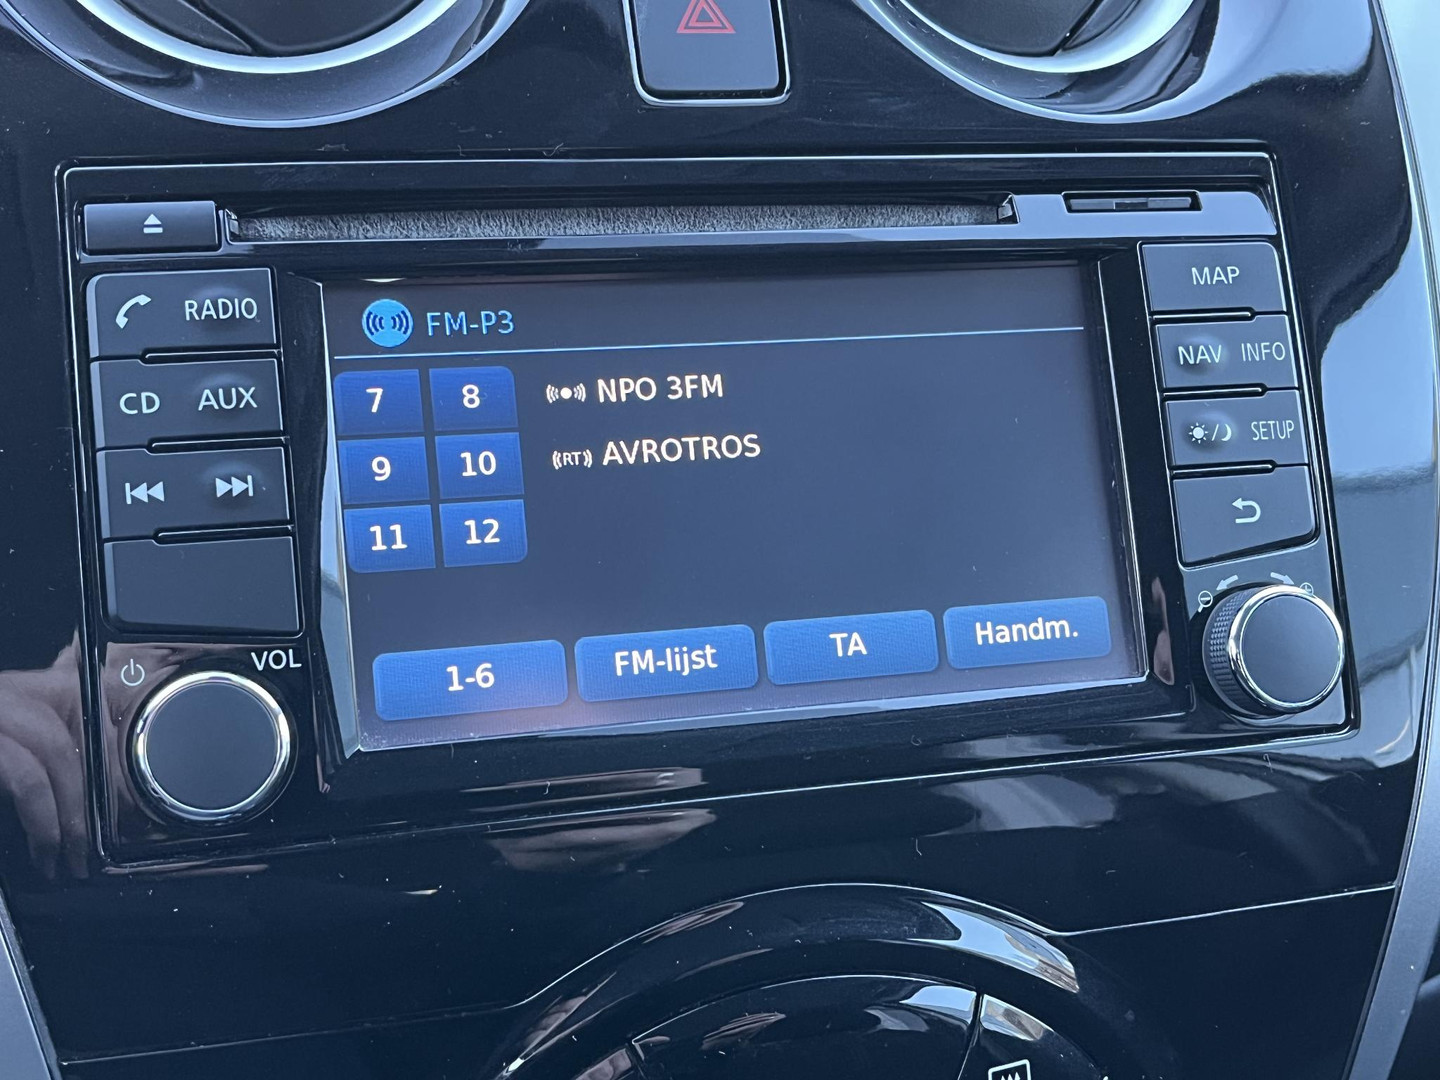 RADIO
CD AUX
VOL
FM-P3
7 8
9 10
11 12
NPO 3FM
RT AVROTROS
1-6 FM-lijst TA Handm.
MAP
NAV INFO
SETUP